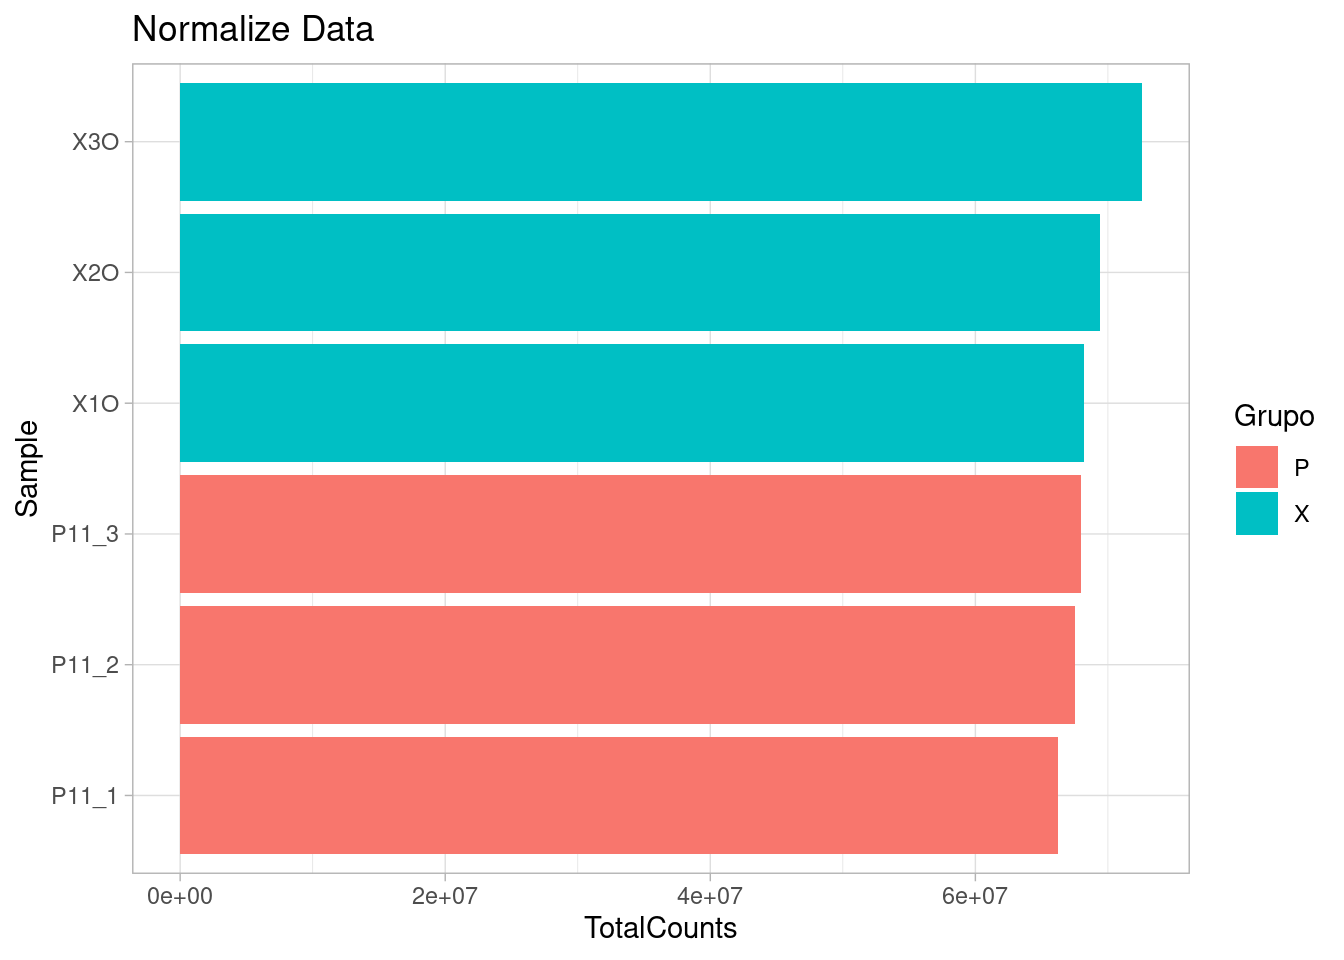 Normalize Data
X3O
X2O
X1O
P11_3
P11_2
P11_1
Sample
0e+00 2e+07 4e+07 6e+07
TotalCounts
Grupo
P
X